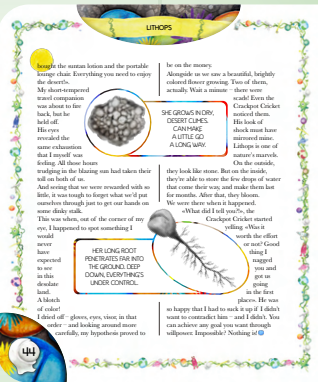 LITHOPS
bought the suntan lotion and the portable
lounge chair. Everything you need to enjoy
the desert!».
My short-tempered
travel companion
was about to fire
back, but he
held off.
His eyes
revealed the
same exhaustion
that I myself was
feeling. All those hours
trudging in the blazing sun had taken their
toll on both of us.
And seeing that we were rewarded with so
little, it was tough to forget what we'd put
ourselves through just to get our hands on
some dinky stalk.
This was when, out of the corner of my
eye, I happened to spot something I
would
never
have
expected
to see
in this
desolate
land.
A blotch
of color!
I dried off – gloves, eyes, visor, in that
order – and looking around more
carefully, my hypothesis proved to
be on the money.
Alongside us we saw a beautiful, brightly
colored flower growing. Two of them,
actually. Wait a minute – there were
scads! Even the
Crackpot Cricket
noticed them.
His look of
shock must have
mirrored mine.
Lithops is one of
nature's marvels.
On the outside,
they look like stone. But on the inside,
they're able to store the few drops of water
that come their way, and make them last
for months. After that, they bloom.
We were there when it happened.
«What did I tell you?!», the
Crackpot Cricket started
yelling. «Was it
worth the effort
or not? Good
thing I
nagged
you and
got us
going
in the first
places. He was
so happy that I had to suck it up if I didn't
want to contradict him – and I didn't. You
can achieve any goal you want through
willpower. Impossible? Nothing is!
SHE GROWS IN DRY,
DESERT CLIMES.
CAN MAKE
A LITTLE GO
A LONG WAY.
HER LONG ROOT
PENETRATES FAR INTO
THE GROUND. DEEP
DOWN, EVERYTHING'S
UNDER CONTROL.
44